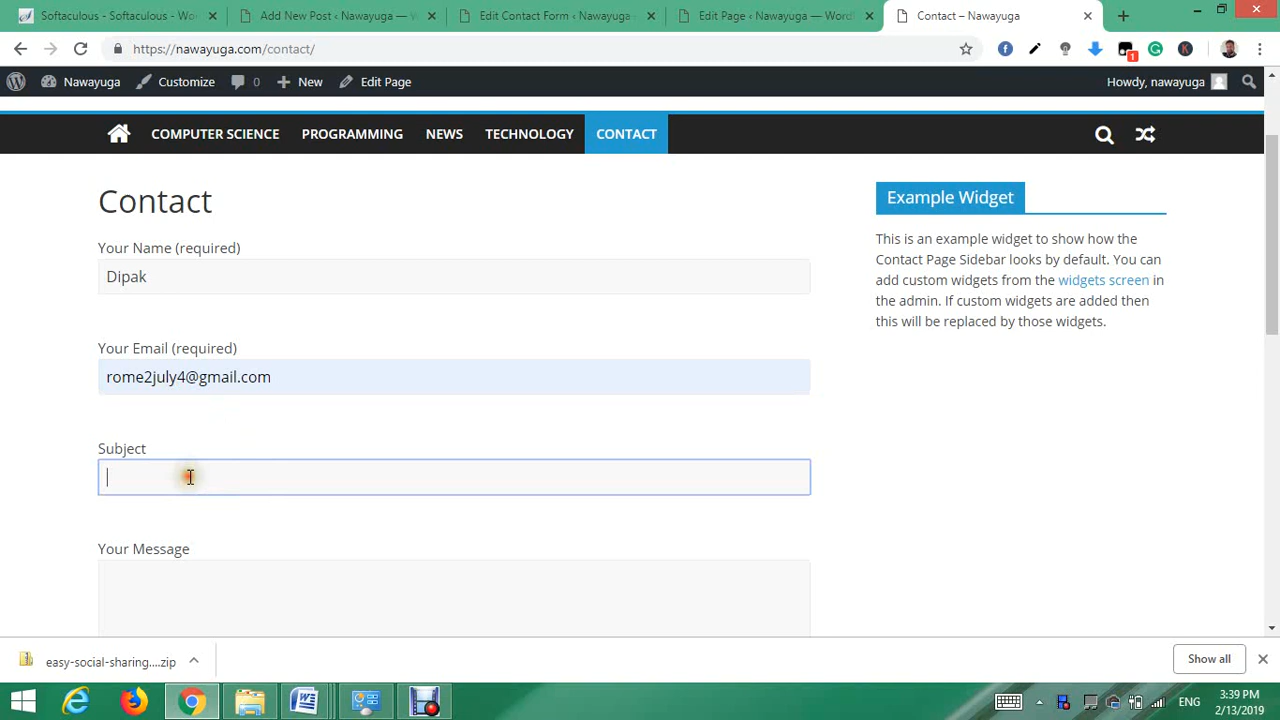 Softaculous - Softaculous - Wo
Add New Post ‹ Nawayuga — W
Edit Contact Form ‹ Nawayuga
Edit Page ‹ Nawayuga — Word
Contact – Nawayuga
https://nawayuga.com/contact/
1
Nawayuga
Customize
0
New
Edit Page
Howdy, nawayuga
COMPUTER SCIENCE
PROGRAMMING
NEWS
TECHNOLOGY
CONTACT
Contact
Your Name (required)
Dipak
Your Email (required)
rome2july4@gmail.com
Subject
Your Message
Example Widget
This is an example widget to show how the
Contact Page Sidebar looks by default. You can
add custom widgets from the widgets screen in
the admin. If custom widgets are added then
this will be replaced by those widgets.
easy-social-sharing....zip
Show all
ENG
3:39 PM
2/13/2019